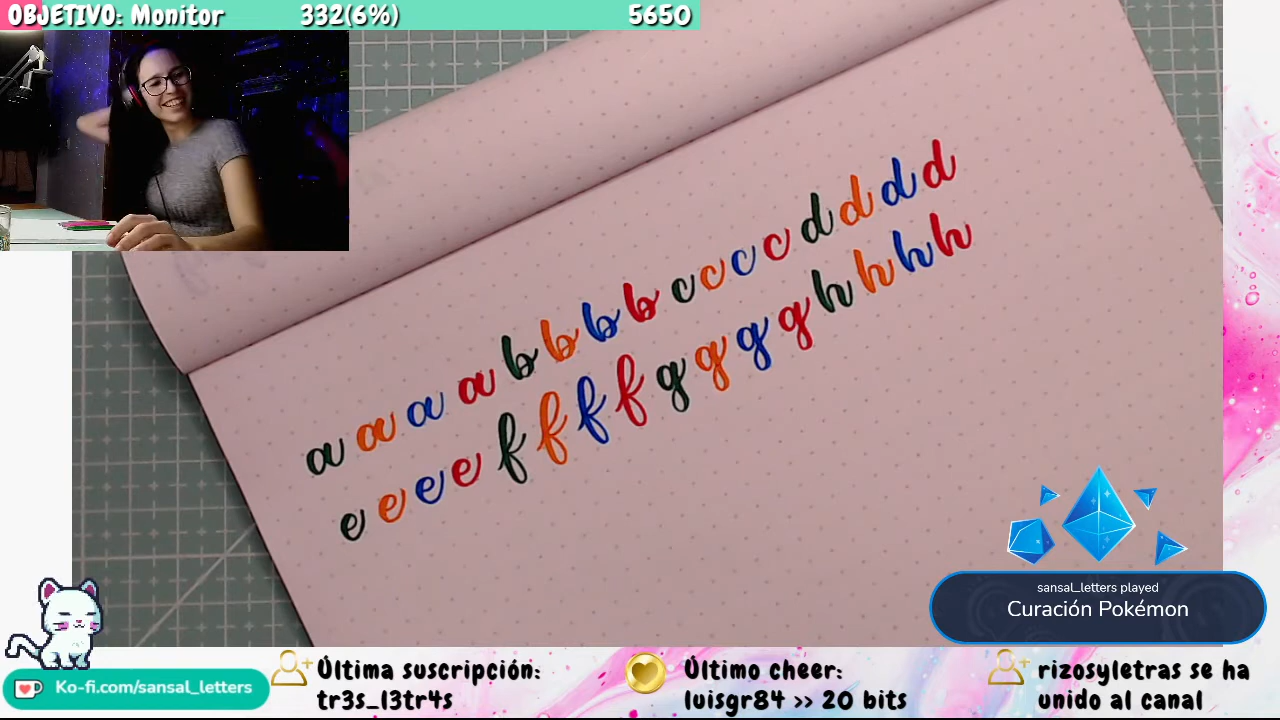 OBJETIVO: Monitor 332(6%) 5650
a a a a b b b b c c c c d d d d
e e e e f f f f g g g g h h h h
sansal_letters played
Curación Pokémon
Ko-fi.com/sansal_letters
Última suscripción:
tr3s_l3tr4s
Último cheer:
luisgr84 >> 20 bits
rizosyletras se ha
unido al canal